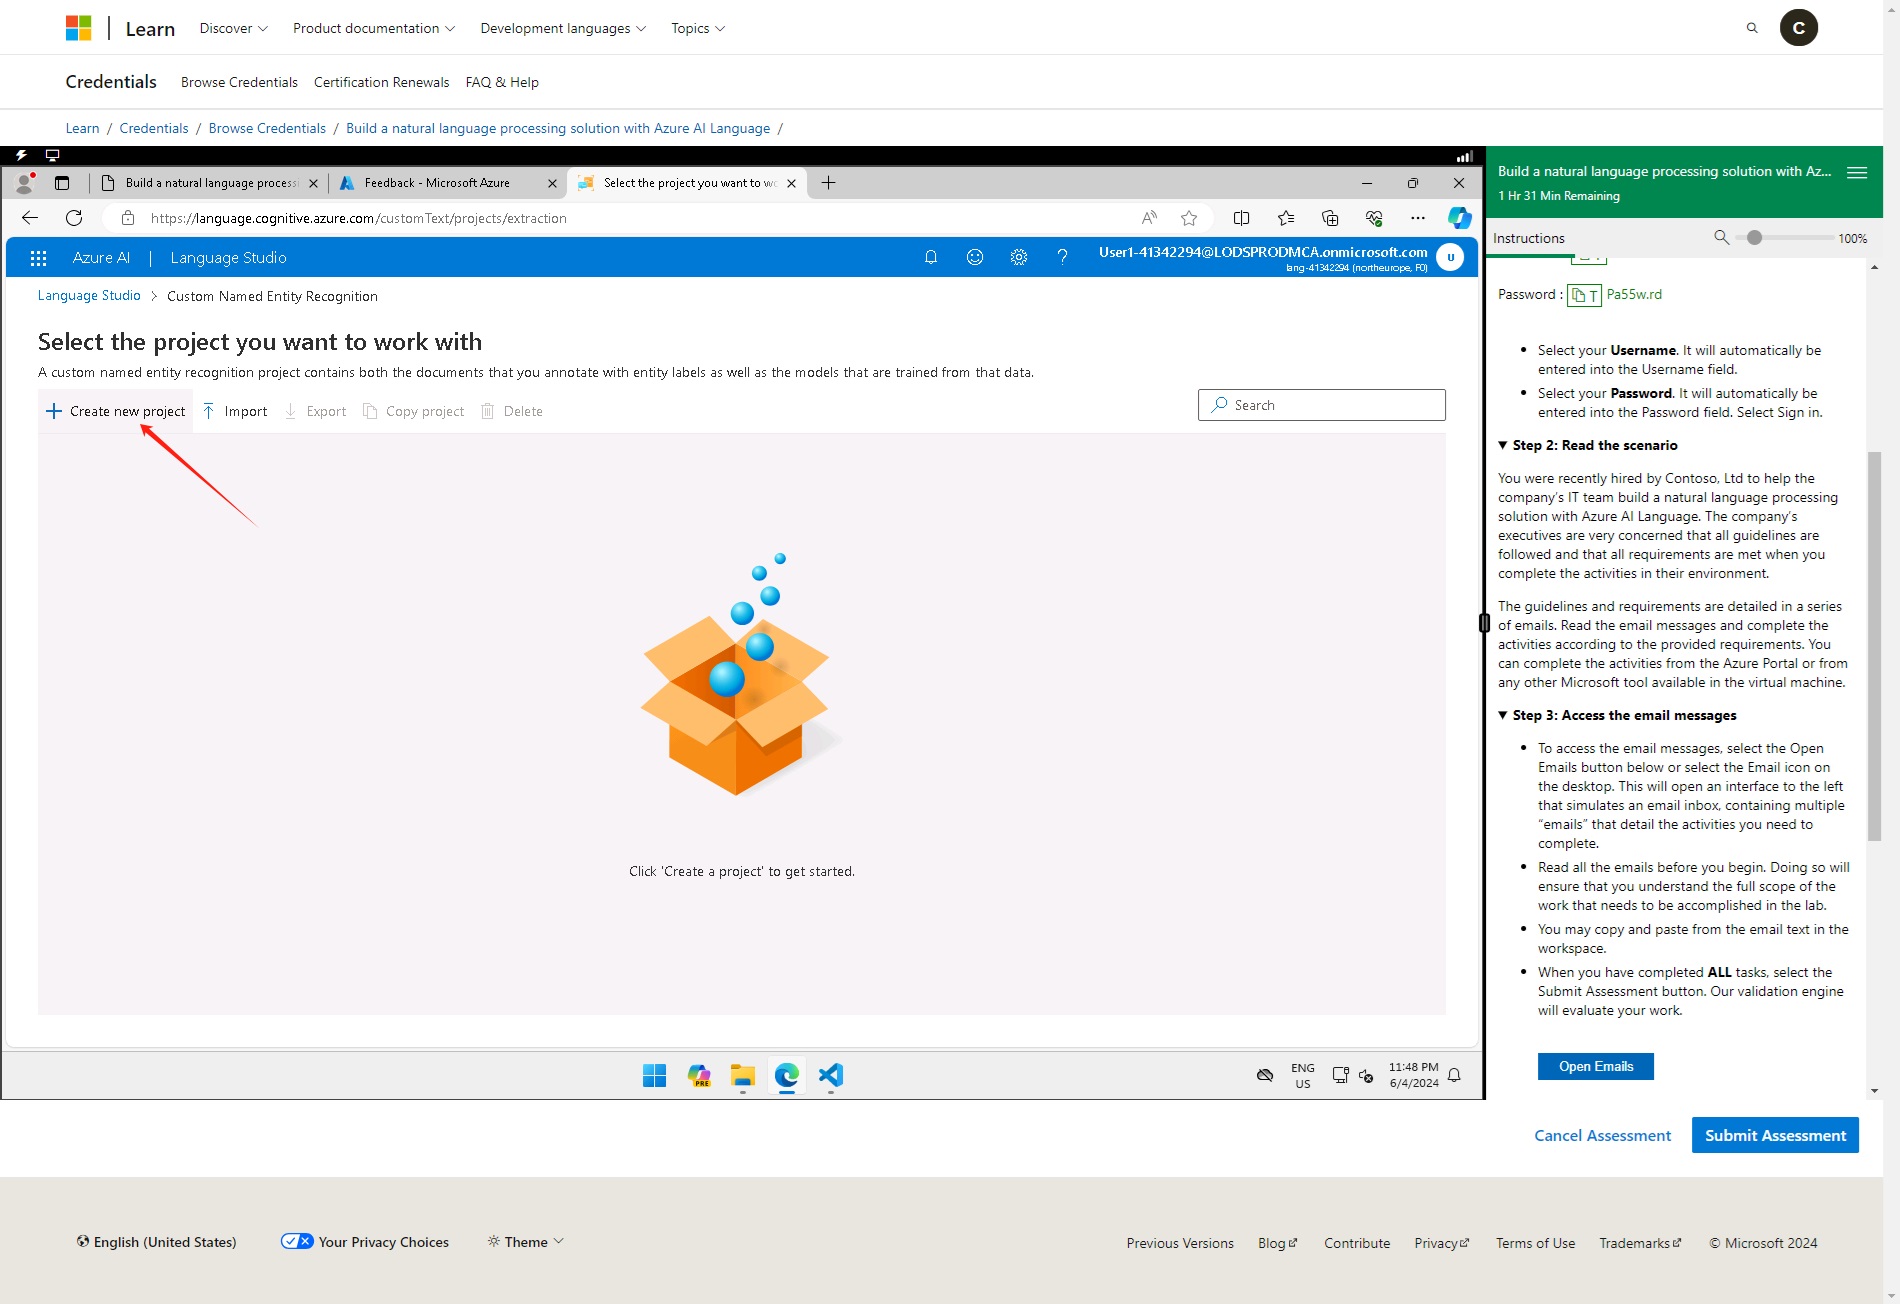 Learn
Discover
Product documentation
Development languages
Topics
C
Credentials
Browse Credentials
Certification Renewals
FAQ & Help
Learn / Credentials / Browse Credentials / Build a natural language processing solution with Azure AI Language /
Build a natural language process
Feedback - Microsoft Azure
Select the project you want to wo
https://language.cognitive.azure.com/customText/projects/extraction
Azure AI | Language Studio
User1-41342294@LODSPRODMCA.onmicrosoft.com
lang-41342294 (northeurope, F0)
U
Language Studio > Custom Named Entity Recognition
Select the project you want to work with
A custom named entity recognition project contains both the documents that you annotate with entity labels as well as the models that are trained from that data.
Create new project
Import
Export
Copy project
Delete
Search
Click 'Create a project' to get started.
PRE
ENG
US
11:48 PM
6/4/2024
Build a natural language processing solution with Az...
1 Hr 31 Min Remaining
Instructions
100%
Password : T Pa55w.rd
• Select your Username. It will automatically be
entered into the Username field.
• Select your Password. It will automatically be
entered into the Password field. Select Sign in.
Step 2: Read the scenario
You were recently hired by Contoso, Ltd to help the
company's IT team build a natural language processing
solution with Azure AI Language. The company's
executives are very concerned that all guidelines are
followed and that all requirements are met when you
complete the activities in their environment.
The guidelines and requirements are detailed in a series
of emails. Read the email messages and complete the
activities according to the provided requirements. You
can complete the activities from the Azure Portal or from
any other Microsoft tool available in the virtual machine.
Step 3: Access the email messages
• To access the email messages, select the Open
Emails button below or select the Email icon on
the desktop. This will open an interface to the left
that simulates an email inbox, containing multiple
“emails” that detail the activities you need to
complete.
• Read all the emails before you begin. Doing so will
ensure that you understand the full scope of the
work that needs to be accomplished in the lab.
• You may copy and paste from the email text in the
workspace.
• When you have completed ALL tasks, select the
Submit Assessment button. Our validation engine
will evaluate your work.
Open Emails
Cancel Assessment
Submit Assessment
English (United States)
Your Privacy Choices
Theme
Previous Versions
Blog
Contribute
Privacy
Terms of Use
Trademarks
© Microsoft 2024